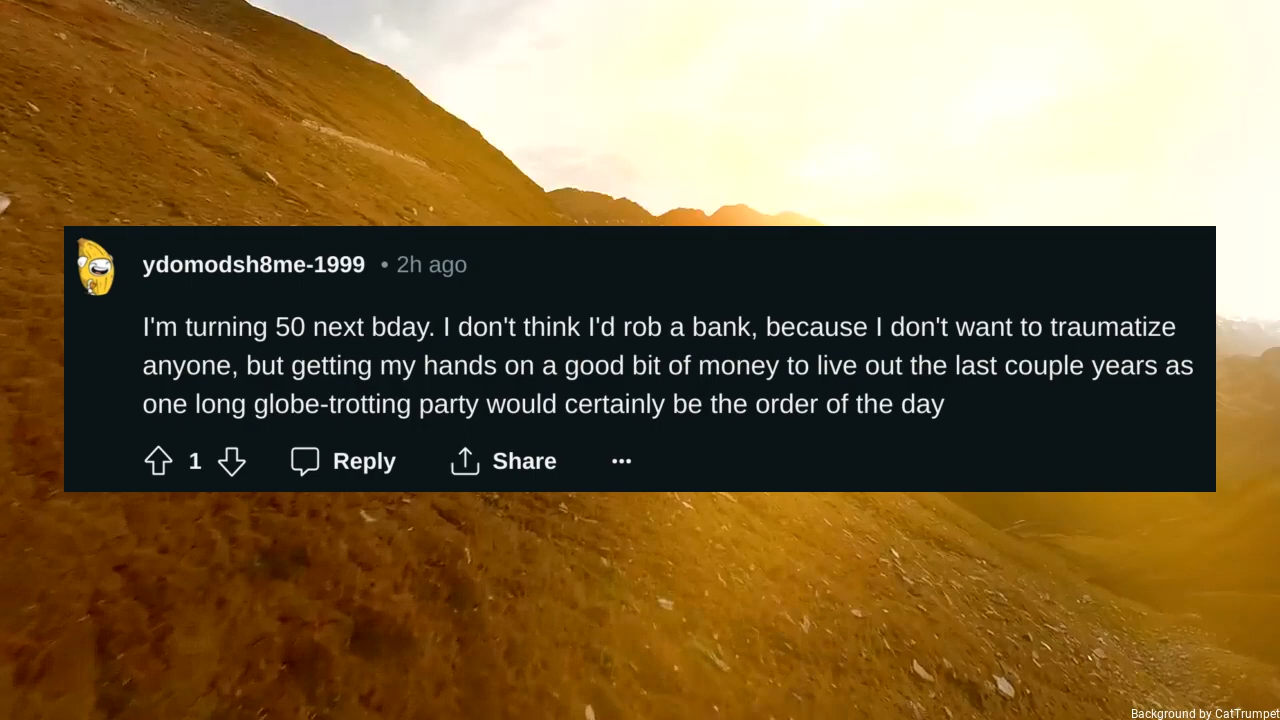 ydomodsh8me-1999 • 2h ago
I'm turning 50 next bday. I don't think I'd rob a bank, because I don't want to traumatize
anyone, but getting my hands on a good bit of money to live out the last couple years as
one long globe-trotting party would certainly be the order of the day
1 Reply Share ···
Background by CatTrumpet